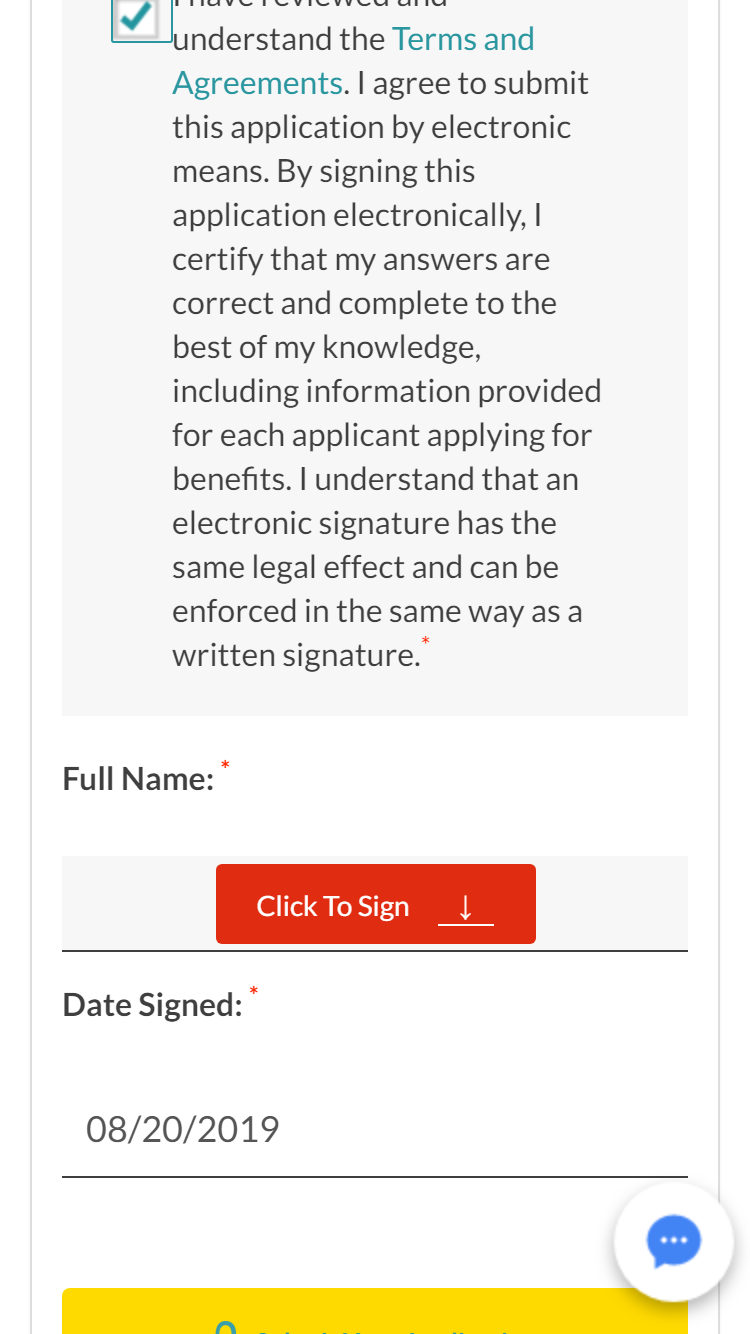 I have reviewed and
understand the Terms and
Agreements. I agree to submit
this application by electronic
means. By signing this
application electronically, I
certify that my answers are
correct and complete to the
best of my knowledge,
including information provided
for each applicant applying for
benefits. I understand that an
electronic signature has the
same legal effect and can be
enforced in the same way as a
written signature.*
Full Name: *
Click To Sign ↓
Date Signed: *
08/20/2019